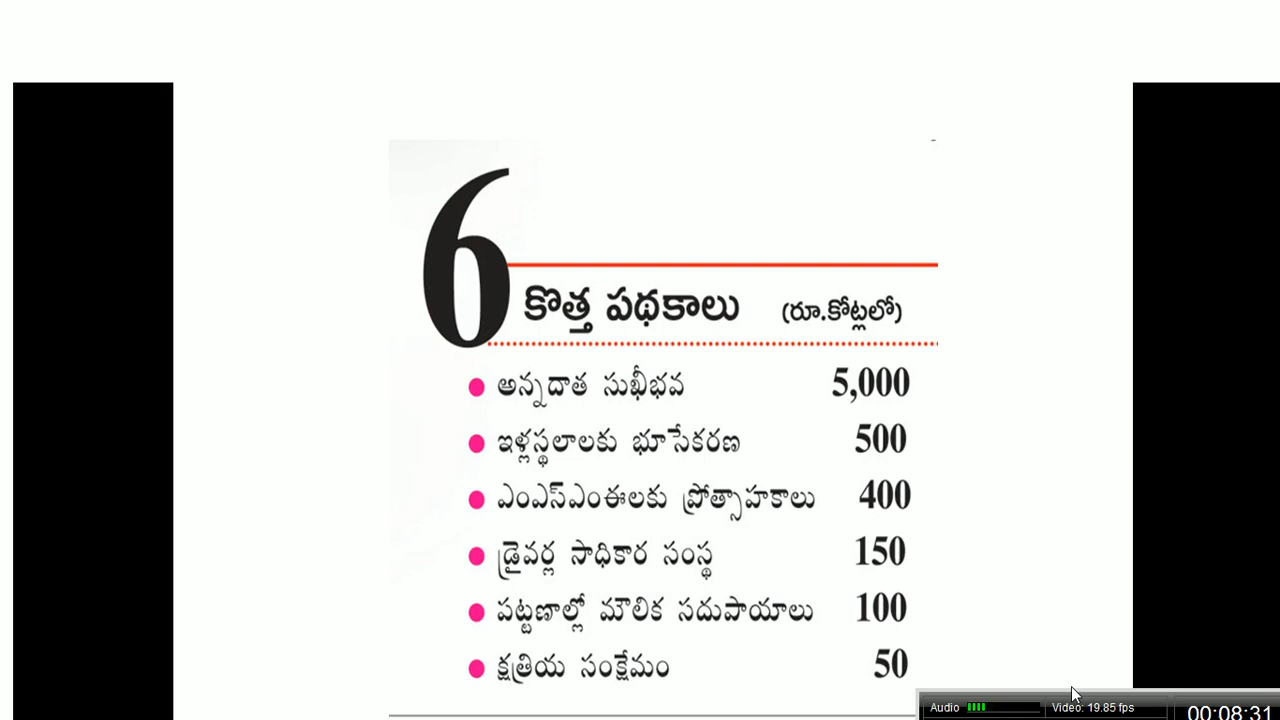 6
కొత్త పథకాలు (రూ.కోట్లలో)
● అన్నదాత సుఖీభవ 5,000
● ఇళ్లస్థలాలకు భూసేకరణ 500
● ఎంఎస్ఎంఈలకు ప్రోత్సాహకాలు 400
● డ్రైవర్ల సాధికార సంస్థ 150
● పట్టణాల్లో మౌలిక సదుపాయాలు 100
● క్షత్రియ సంక్షేమం 50
Audio Video: 19.85 fps 00:08:31